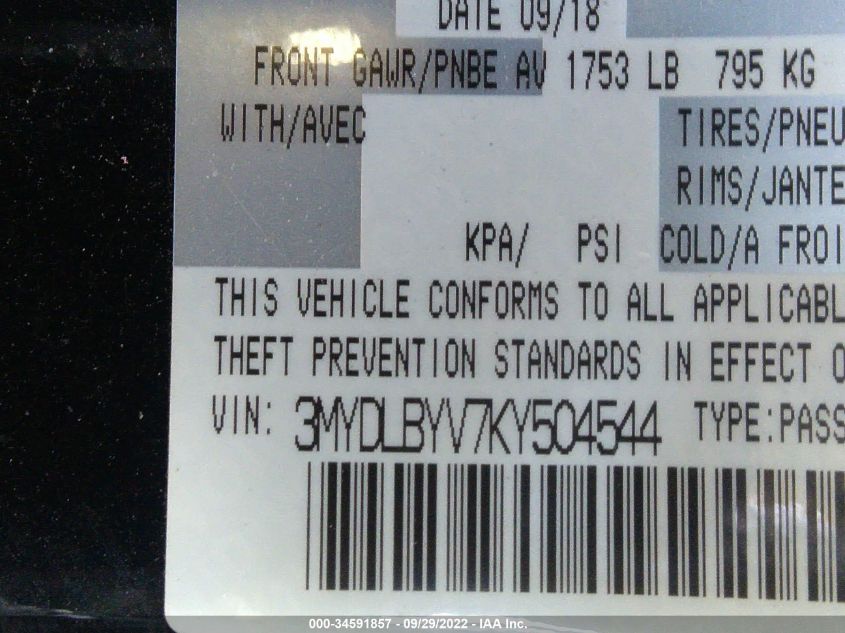 DATE 09/18
FRONT GAWR/PNBE AV 1753 LB 795 KG
WITH/AVEC TIRES/PNEU
RIMS/JANTE
KPA/ PSI COLD/A FROI
THIS VEHICLE CONFORMS TO ALL APPLICABL
THEFT PREVENTION STANDARDS IN EFFECT O
VIN: 3MYDLBYV7KY504544 TYPE:PASS
000-34591857 - 09/29/2022 - IAA Inc.